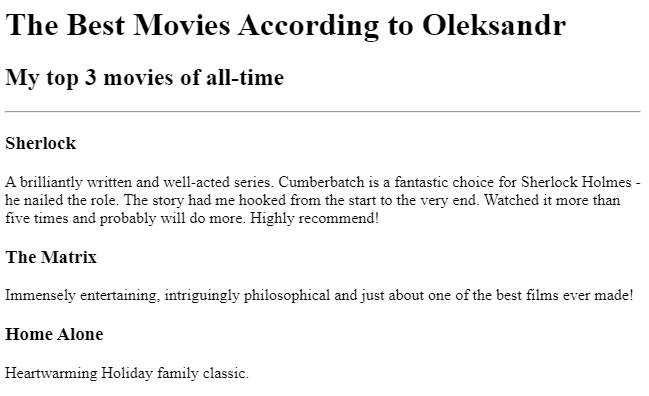 The Best Movies According to Oleksandr
My top 3 movies of all-time
Sherlock
A brilliantly written and well-acted series. Cumberbatch is a fantastic choice for Sherlock Holmes -
he nailed the role. The story had me hooked from the start to the very end. Watched it more than
five times and probably will do more. Highly recommend!
The Matrix
Immensely entertaining, intriguingly philosophical and just about one of the best films ever made!
Home Alone
Heartwarming Holiday family classic.